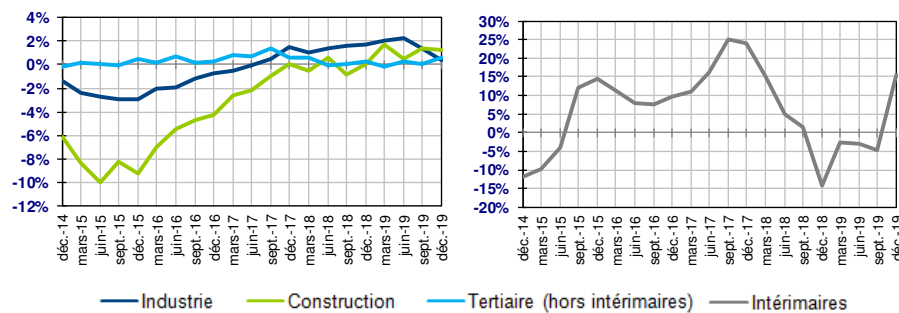 4%
2%
0%
-2%
-4%
-6%
-8%
-10%
-12%
déc.-14
mars-15
juin-15
sept.-15
déc.-15
mars-16
juin-16
sept.-16
déc.-16
mars-17
juin-17
sept.-17
déc.-17
mars-18
juin-18
sept.-18
déc.-18
mars-19
juin-19
sept.-19
déc.-19
30%
25%
20%
15%
10%
5%
0%
-5%
-10%
-15%
-20%
déc.-14
mars-15
juin-15
sept.-15
déc.-15
mars-16
juin-16
sept.-16
déc.-16
mars-17
juin-17
sept.-17
déc.-17
mars-18
juin-18
sept.-18
déc.-18
mars-19
juin-19
sept.-19
déc.-19
Industrie
Construction
Tertiaire (hors intérimaires)
Intérimaires